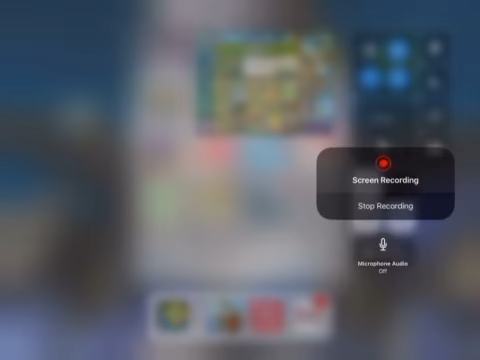 Screen Recording
Stop Recording
Microphone Audio
Off